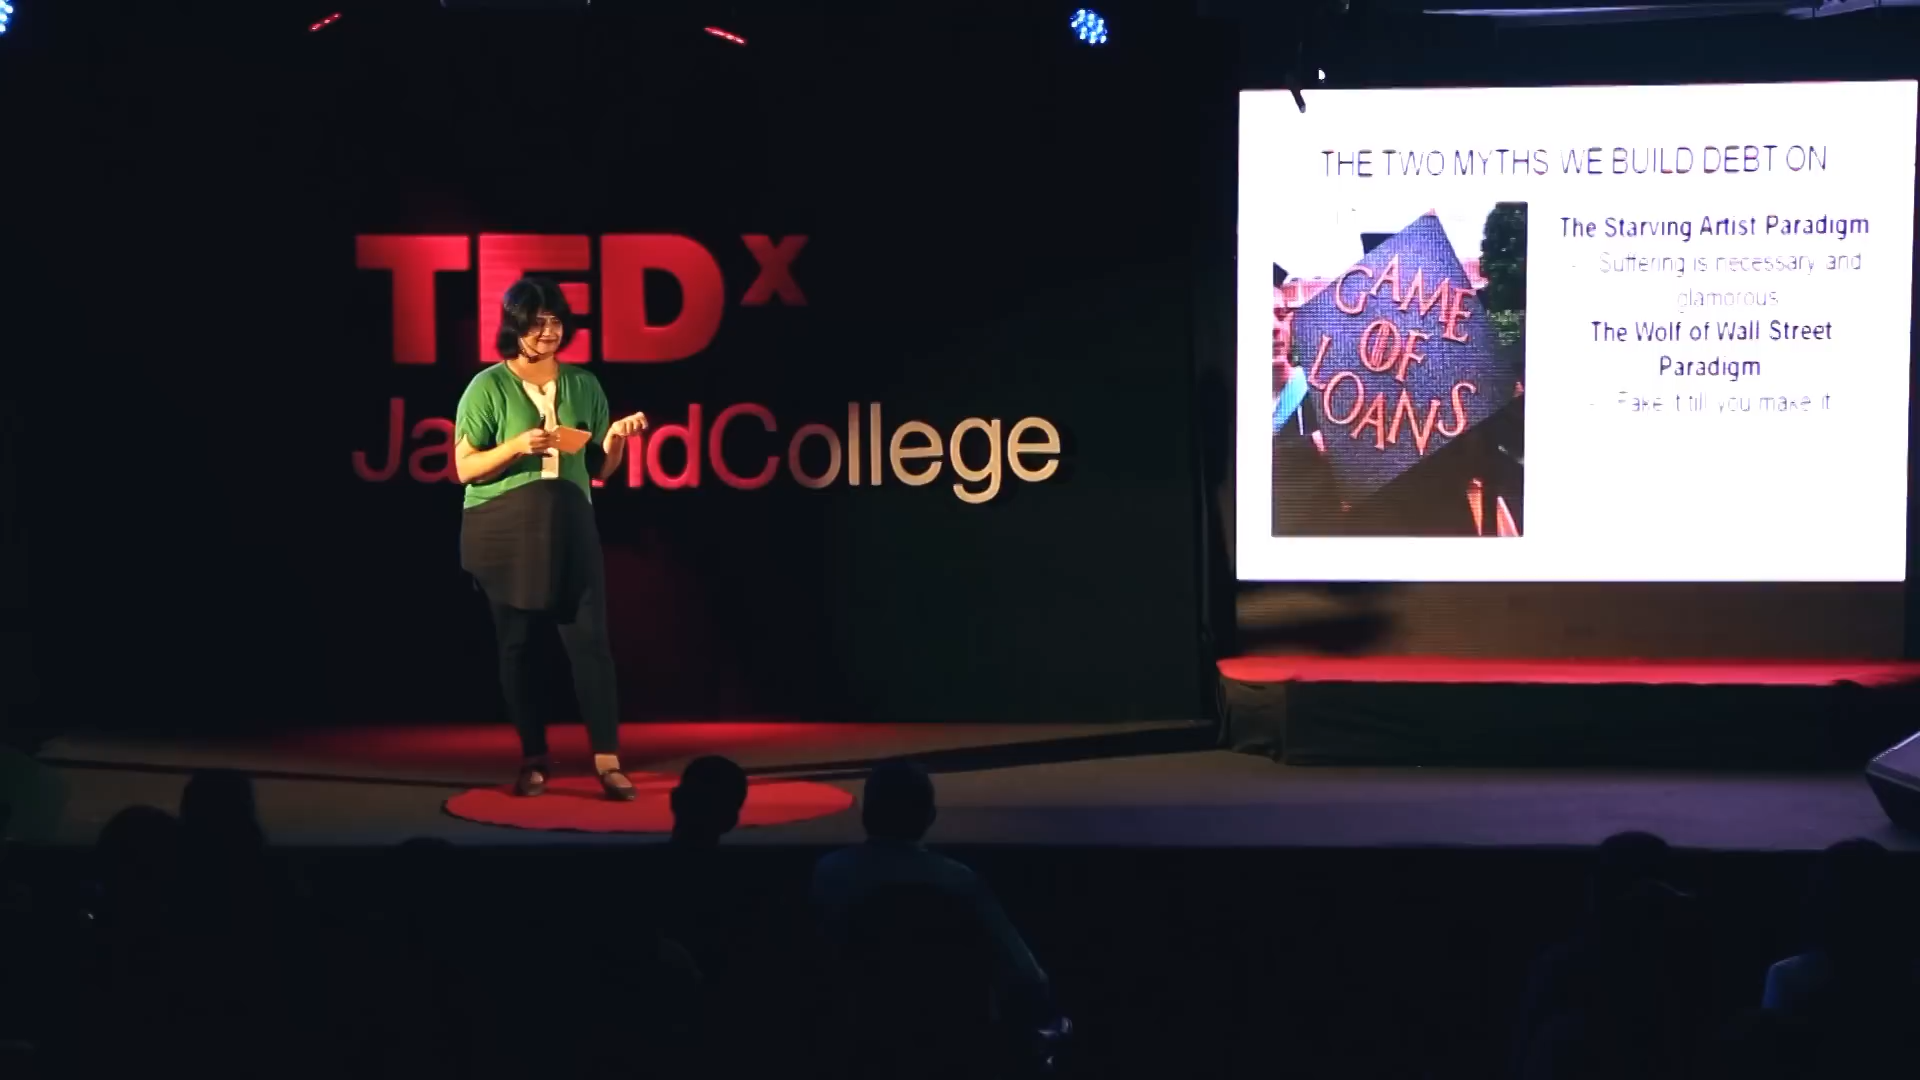 TEDx
Ja ndCollege
THE TWO MYTHS WE BUILD DEBT ON
GAME
OF
LOANS
The Starving Artist Paradigm
- Suffering is necessary and
glamorous
The Wolf of Wall Street
Paradigm
- Fake it till you make it